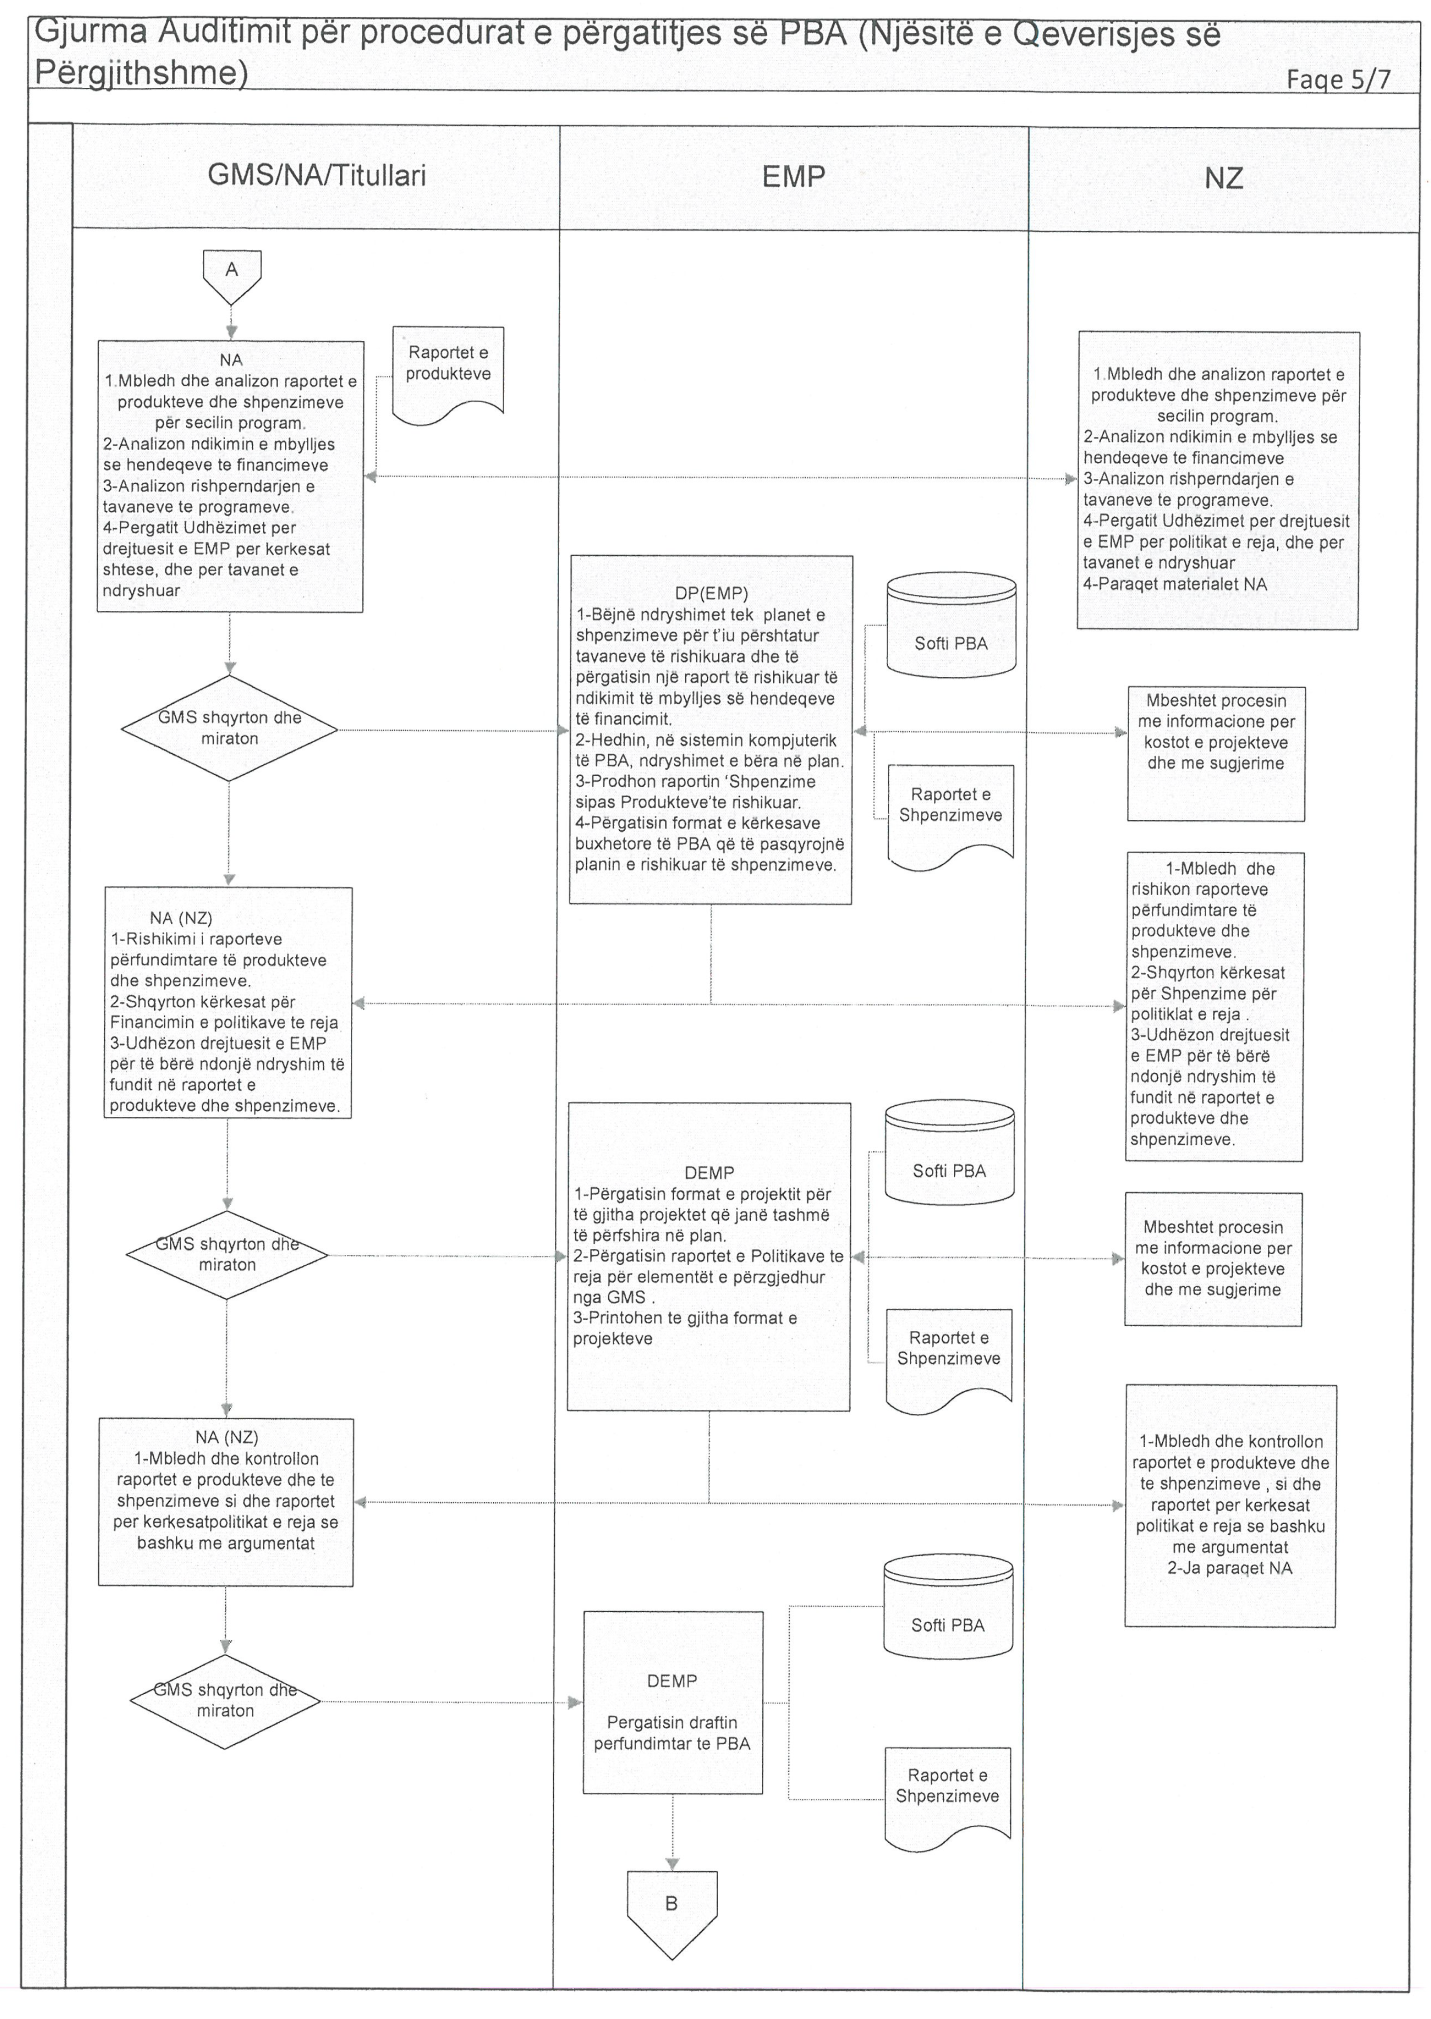 Gjurma Auditimit për procedurat e përgatitjes së PBA (Njësitë e Qeverisjes së
Përgjithshme)
Faqe 5/7
GMS/NA/Titullari
EMP
NZ
A
NA
1.Mbledh dhe analizon raportet e
produkteve dhe shpenzimeve
për secilin program.
2-Analizon ndikimin e mbylljes
se hendeqeve te financimeve
3-Analizon rishperndarjen e
tavaneve te programeve.
4-Pergatit Udhëzimet per
drejtuesit e EMP per kerkesat
shtese, dhe per tavanet e
ndryshuar
Raportet e
produkteve
1.Mbledh dhe analizon raportet e
produkteve dhe shpenzimeve për
secilin program.
2-Analizon ndikimin e mbylljes se
hendeqeve te financimeve
3-Analizon rishperndarjen e
tavaneve te programeve.
4-Pergatit Udhëzimet per drejtuesit
e EMP per politikat e reja, dhe per
tavanet e ndryshuar
4-Paraqet materialet NA
GMS shqyrton dhe
miraton
DP(EMP)
1-Bëjnë ndryshimet tek  planet e
shpenzimeve për t'iu përshtatur
tavaneve të rishikuara dhe të
përgatisin një raport të rishikuar të
ndikimit të mbylljes së hendeqeve
të financimit.
2-Hedhin, në sistemin kompjuterik
të PBA, ndryshimet e bëra në plan.
3-Prodhon raportin 'Shpenzime
sipas Produkteve'te rishikuar.
4-Përgatisin format e kërkesave
buxhetore të PBA që të pasqyrojnë
planin e rishikuar të shpenzimeve.
Softi PBA
Raportet e
Shpenzimeve
Mbeshtet procesin
me informacione per
kostot e projekteve
dhe me sugjerime
NA (NZ)
1-Rishikimi i raporteve
përfundimtare të produkteve
dhe shpenzimeve.
2-Shqyrton kërkesat për
Financimin e politikave te reja
3-Udhëzon drejtuesit e EMP
për të bërë ndonjë ndryshim të
fundit në raportet e
produkteve dhe shpenzimeve.
1-Mbledh  dhe
rishikon raporteve
përfundimtare të
produkteve dhe
shpenzimeve.
2-Shqyrton kërkesat
për Shpenzime për
politiklat e reja .
3-Udhëzon drejtuesit
e EMP për të bërë
ndonjë ndryshim të
fundit në raportet e
produkteve dhe
shpenzimeve.
GMS shqyrton dhe
miraton
DEMP
1-Përgatisin format e projektit për
të gjitha projektet që janë tashmë
të përfshira në plan.
2-Përgatisin raportet e Politikave te
reja për elementët e përzgjedhur
nga GMS .
3-Printohen te gjitha format e
projekteve
Softi PBA
Raportet e
Shpenzimeve
Mbeshtet procesin
me informacione per
kostot e projekteve
dhe me sugjerime
NA (NZ)
1-Mbledh dhe kontrollon
raportet e produkteve dhe te
shpenzimeve si dhe raportet
per kerkesatpolitikat e reja se
bashku me argumentat
1-Mbledh dhe kontrollon
raportet e produkteve dhe
te shpenzimeve , si dhe
raportet per kerkesat
politikat e reja se bashku
me argumentat
2-Ja paraqet NA
GMS shqyrton dhe
miraton
DEMP
Pergatisin draftin
perfundimtar te PBA
Softi PBA
Raportet e
Shpenzimeve
B